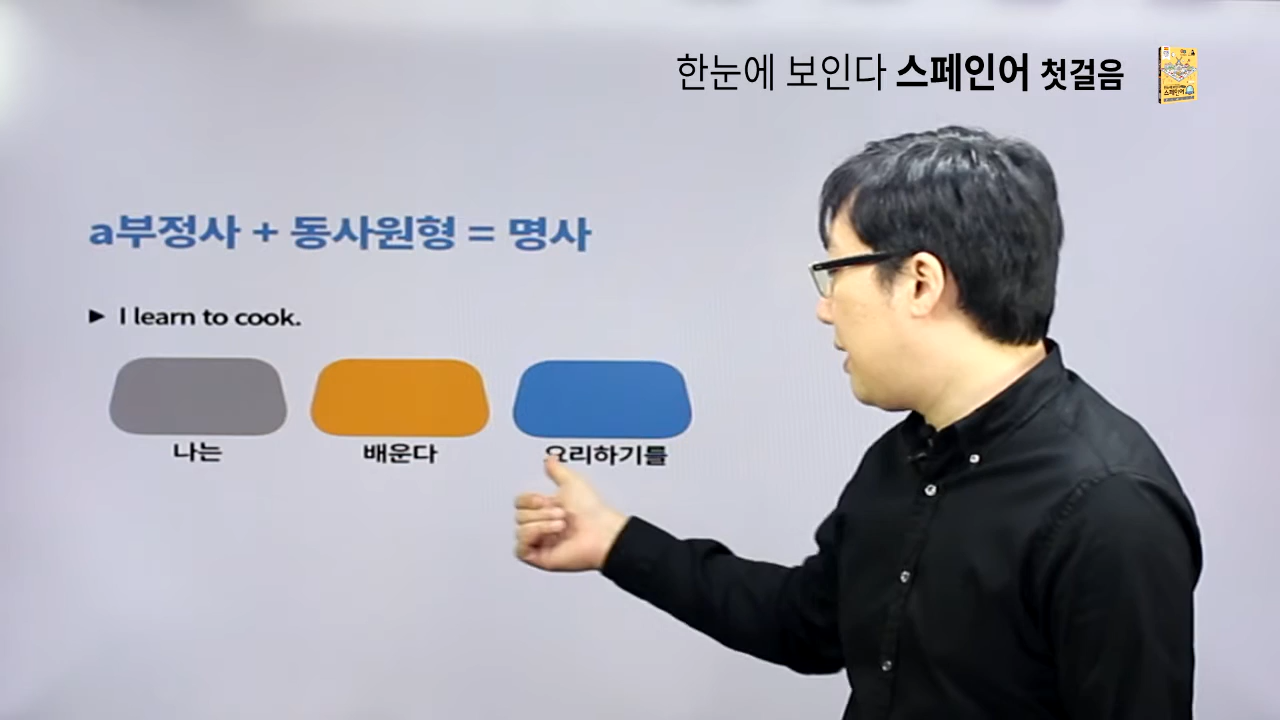 한눈에 보인다 스페인어 첫걸음
a부정사 + 동사원형 = 명사
▶ I learn to cook.
나는 배운다 요리하기를